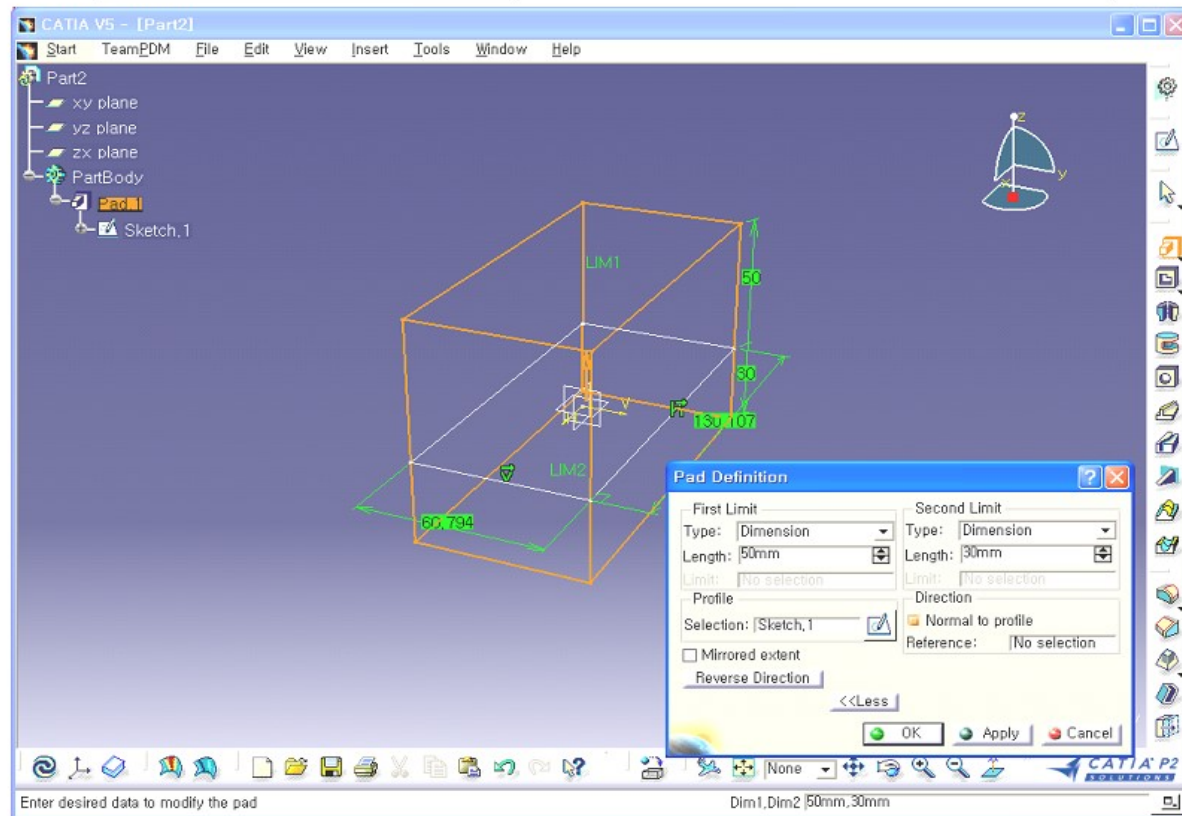 CATIA V5 - [Part2]
Start TeamPDM File Edit View Insert Tools Window Help
Part2
xy plane
yz plane
zx plane
PartBody
Pad.1
Sketch.1
z
y
x
LIM1
50
30
y
130.107
LIM2
60.794
Pad Definition
First Limit
Type: Dimension
Length: 50mm
Limit: No selection
Second Limit
Type: Dimension
Length: 30mm
Limit: No selection
Profile
Selection: Sketch.1
Mirrored extent
Reverse Direction
Direction
Normal to profile
Reference: No selection
<<Less
OK Apply Cancel
None
CATIA P2
SOLUTIONS
Enter desired data to modify the pad
Dim1,Dim2 50mm,30mm